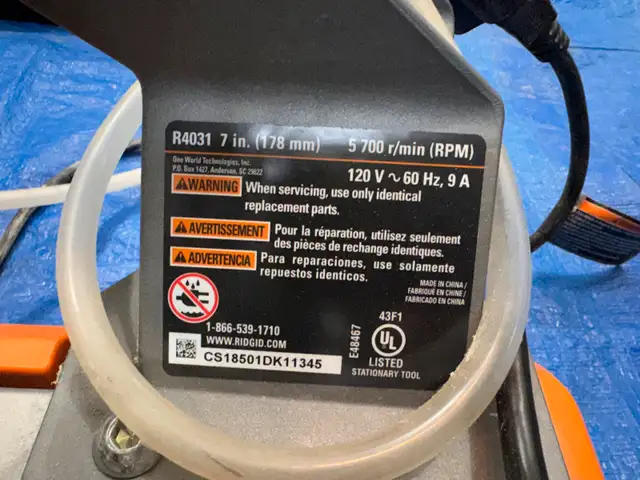 R4031 7 in. (178 mm) 5 700 r/min (RPM)
One World Technologies, Inc.
P.O. Box 1427, Anderson, SC 29622
120 V ~ 60 Hz, 9 A
WARNING When servicing, use only identical
replacement parts.
AVERTISSEMENT Pour la réparation, utilisez seulement
des pièces de rechange identiques.
ADVERTENCIA Para reparaciones, use solamente
repuestos identicos.
MADE IN CHINA /
FABRIQUÉ EN CHINE /
FABRICADO EN CHINA
1-866-539-1710
WWW.RIDGID.COM
CS18501DK11345
E48467
43F1
UL
LISTED
STATIONARY TOOL